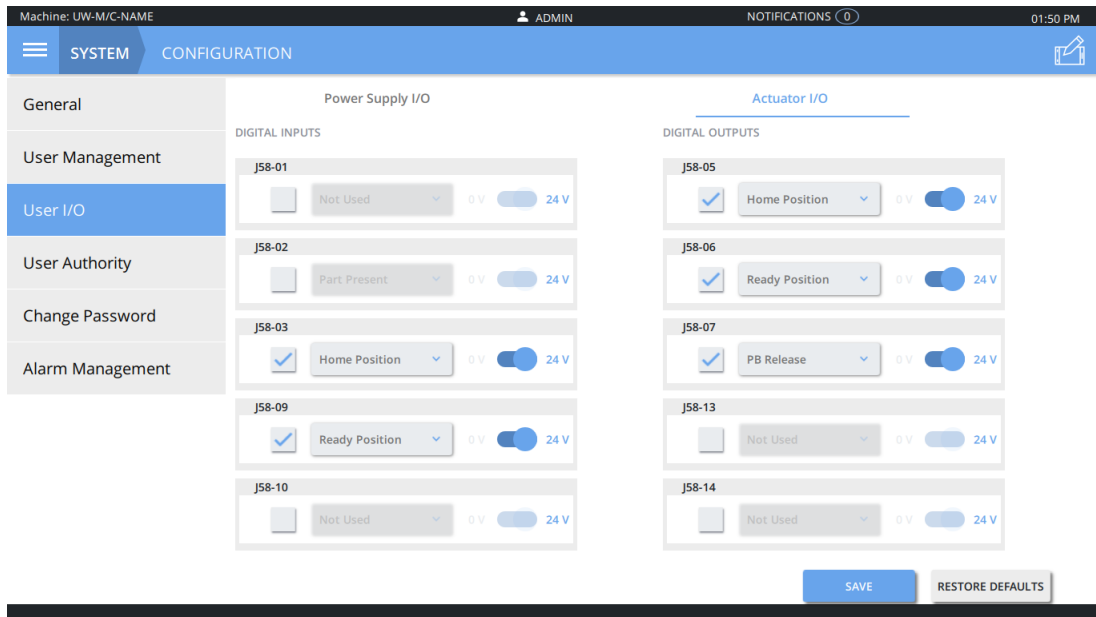 Machine: UW-M/C-NAME ADMIN NOTIFICATIONS 0 01:50 PM
SYSTEM CONFIGURATION
General
User Management
User I/O
User Authority
Change Password
Alarm Management
Power Supply I/O Actuator I/O
DIGITAL INPUTS
J58-01
Not Used 0 V 24 V
J58-02
Part Present 0 V 24 V
J58-03
Home Position 0 V 24 V
J58-09
Ready Position 0 V 24 V
J58-10
Not Used 0 V 24 V
DIGITAL OUTPUTS
J58-05
Home Position 0 V 24 V
J58-06
Ready Position 0 V 24 V
J58-07
PB Release 0 V 24 V
J58-13
Not Used 0 V 24 V
J58-14
Not Used 0 V 24 V
SAVE RESTORE DEFAULTS